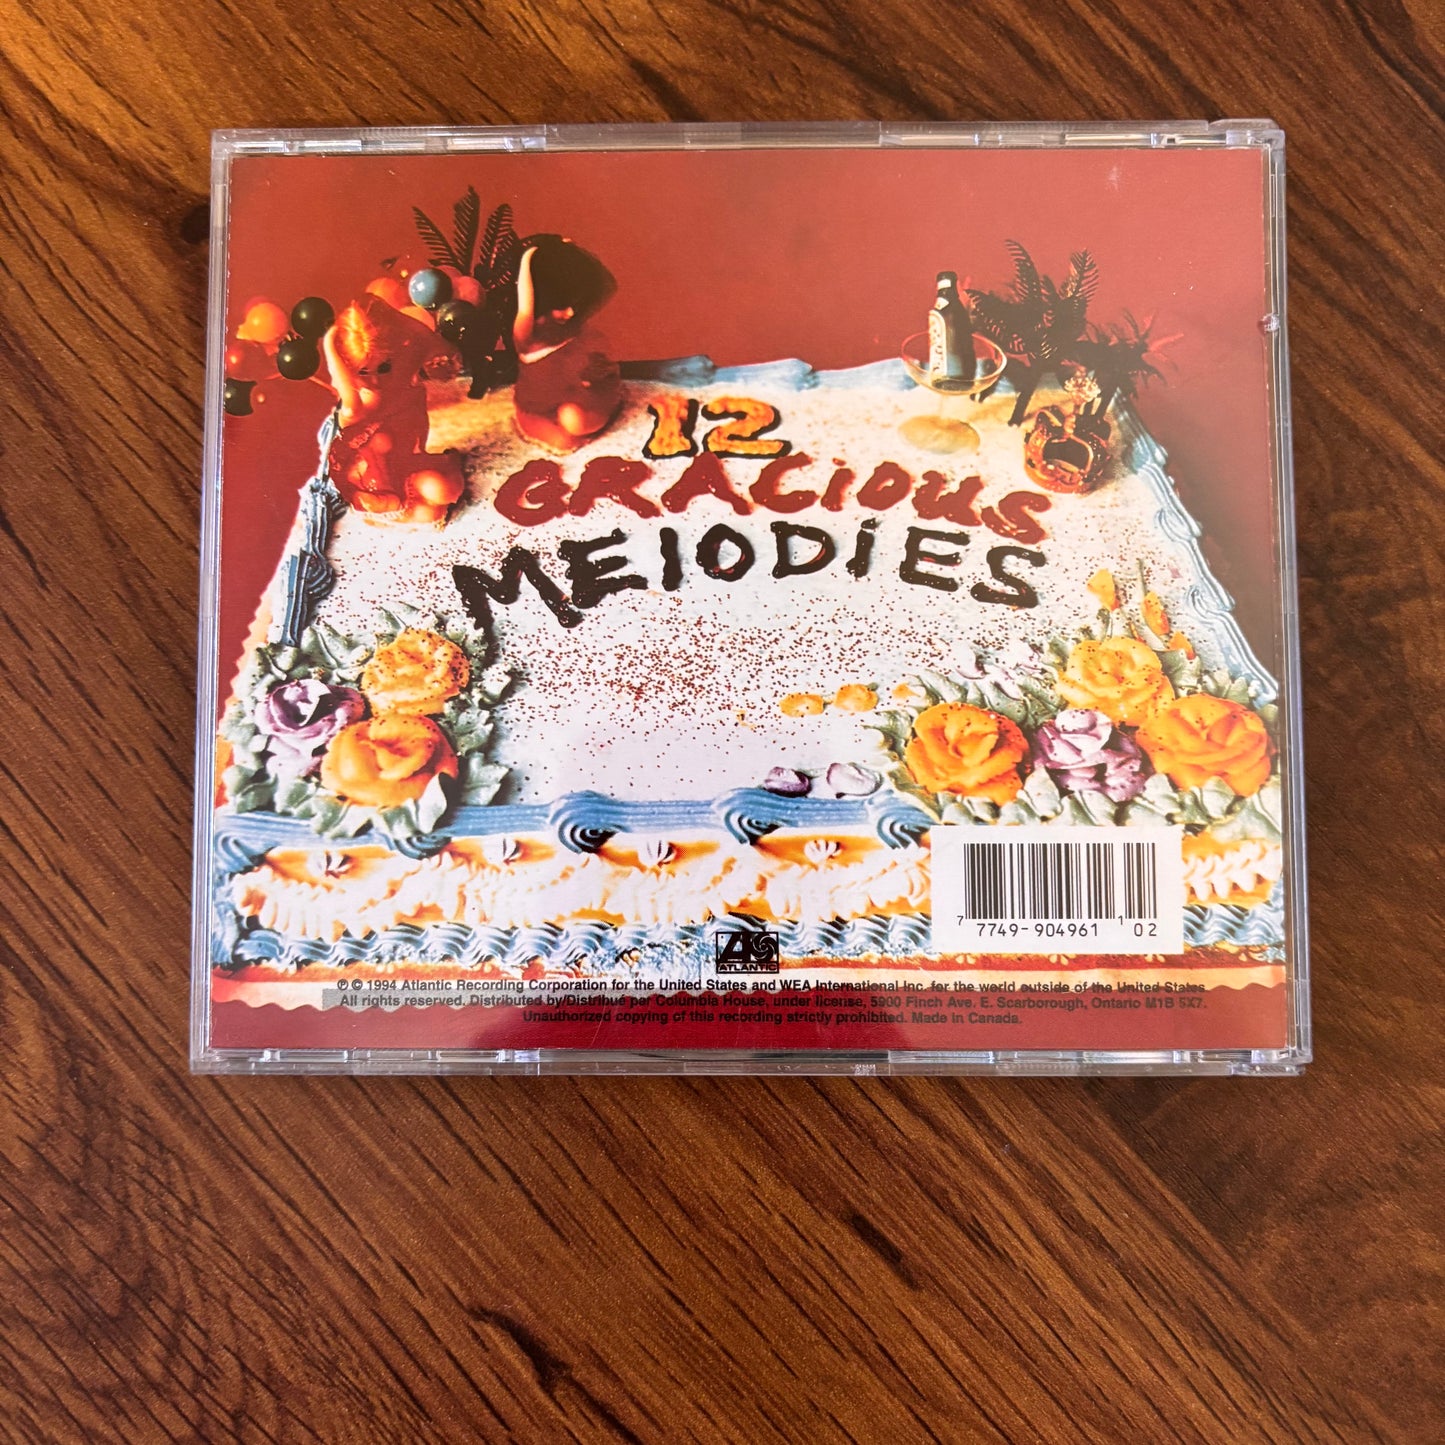 12
GRACIOUS
MElODiES
7 7749-904961 1 02
ATLANTIC
℗ © 1994 Atlantic Recording Corporation for the United States and WEA International Inc. for the world outside of the United States.
All rights reserved. Distributed by/Distribué par Columbia House, under license, 5900 Finch Ave. E. Scarborough, Ontario M1B 5X7.
Unauthorized copying of this recording strictly prohibited. Made in Canada.